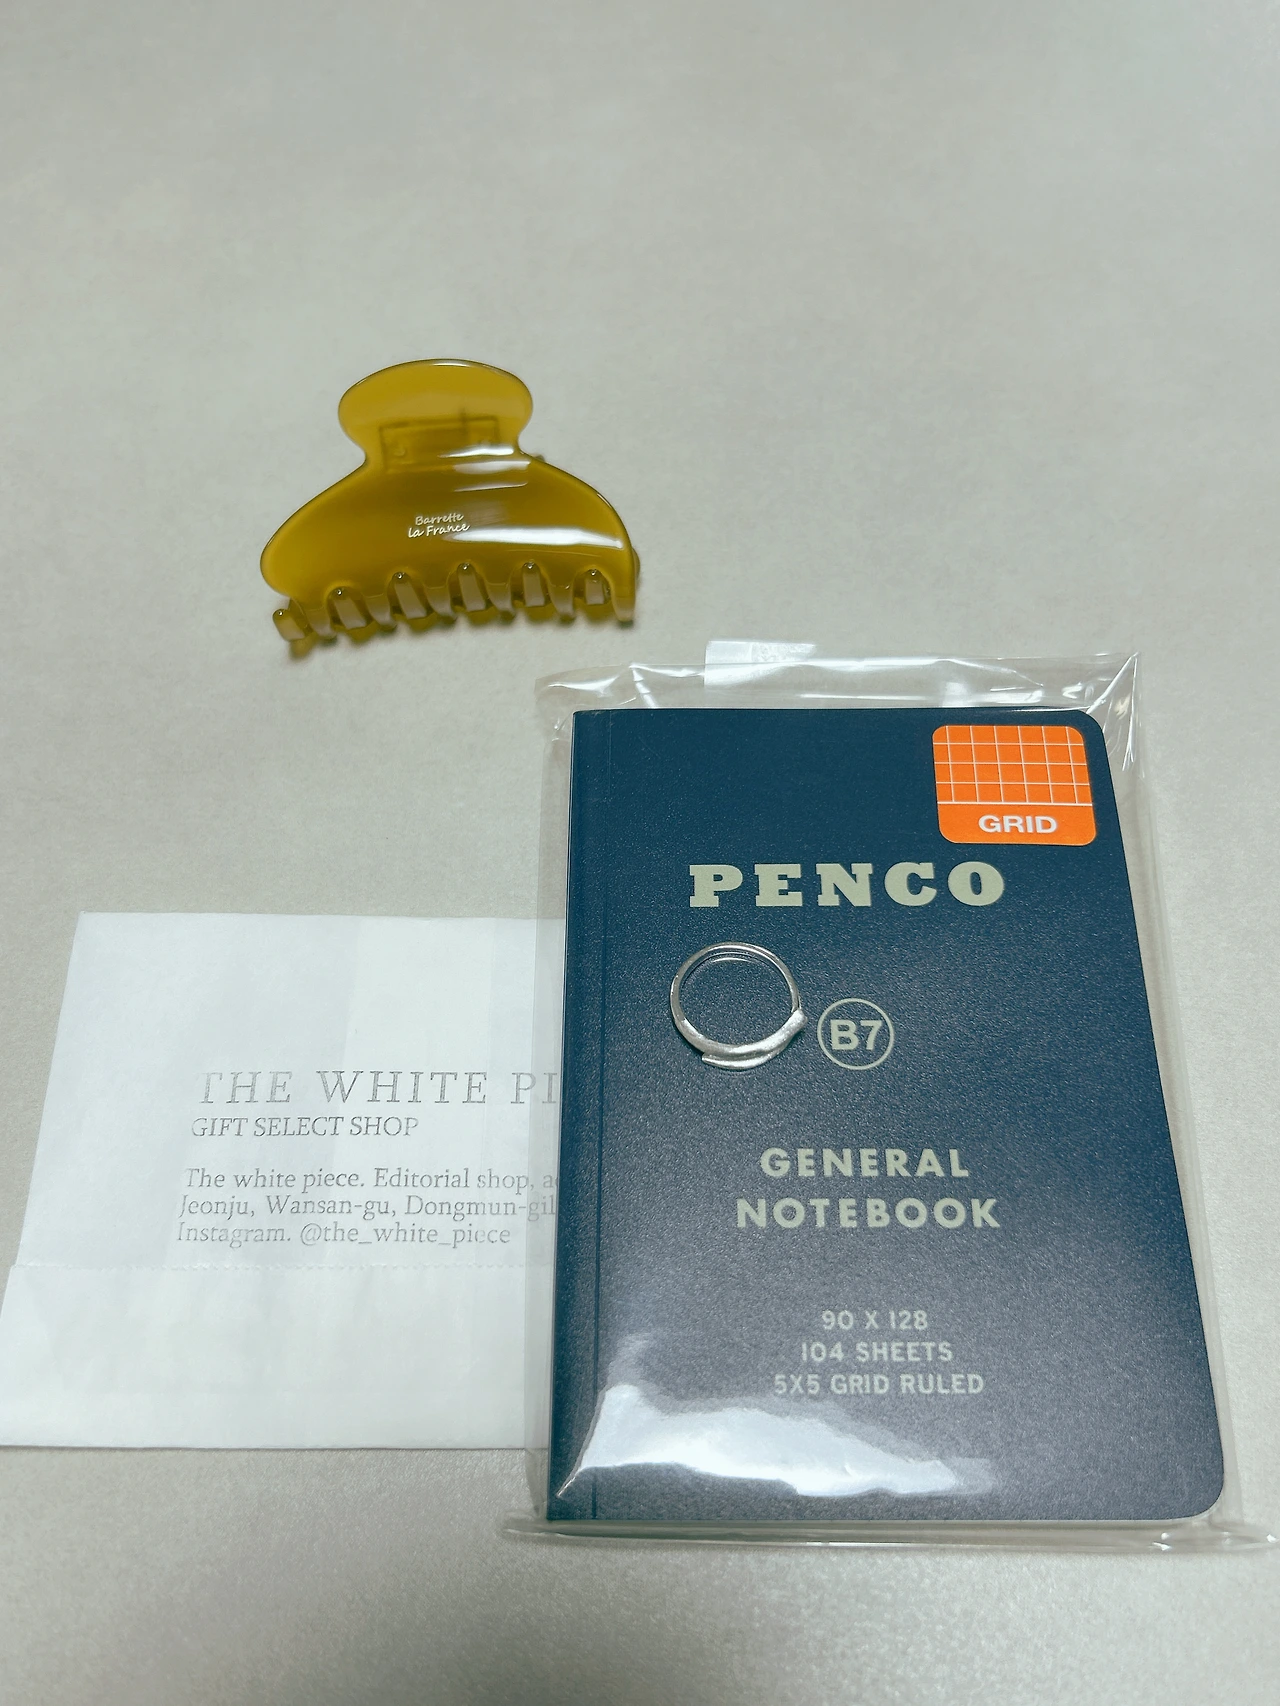 Barrette
la France
GRID
PENCO
B7
GENERAL
NOTEBOOK
90 X 128
104 SHEETS
5X5 GRID RULED
THE WHITE PI
GIFT SELECT SHOP
The white piece. Editorial shop, a
Jeonju, Wansan-gu, Dongmun-gil
Instagram. @the_white_piece